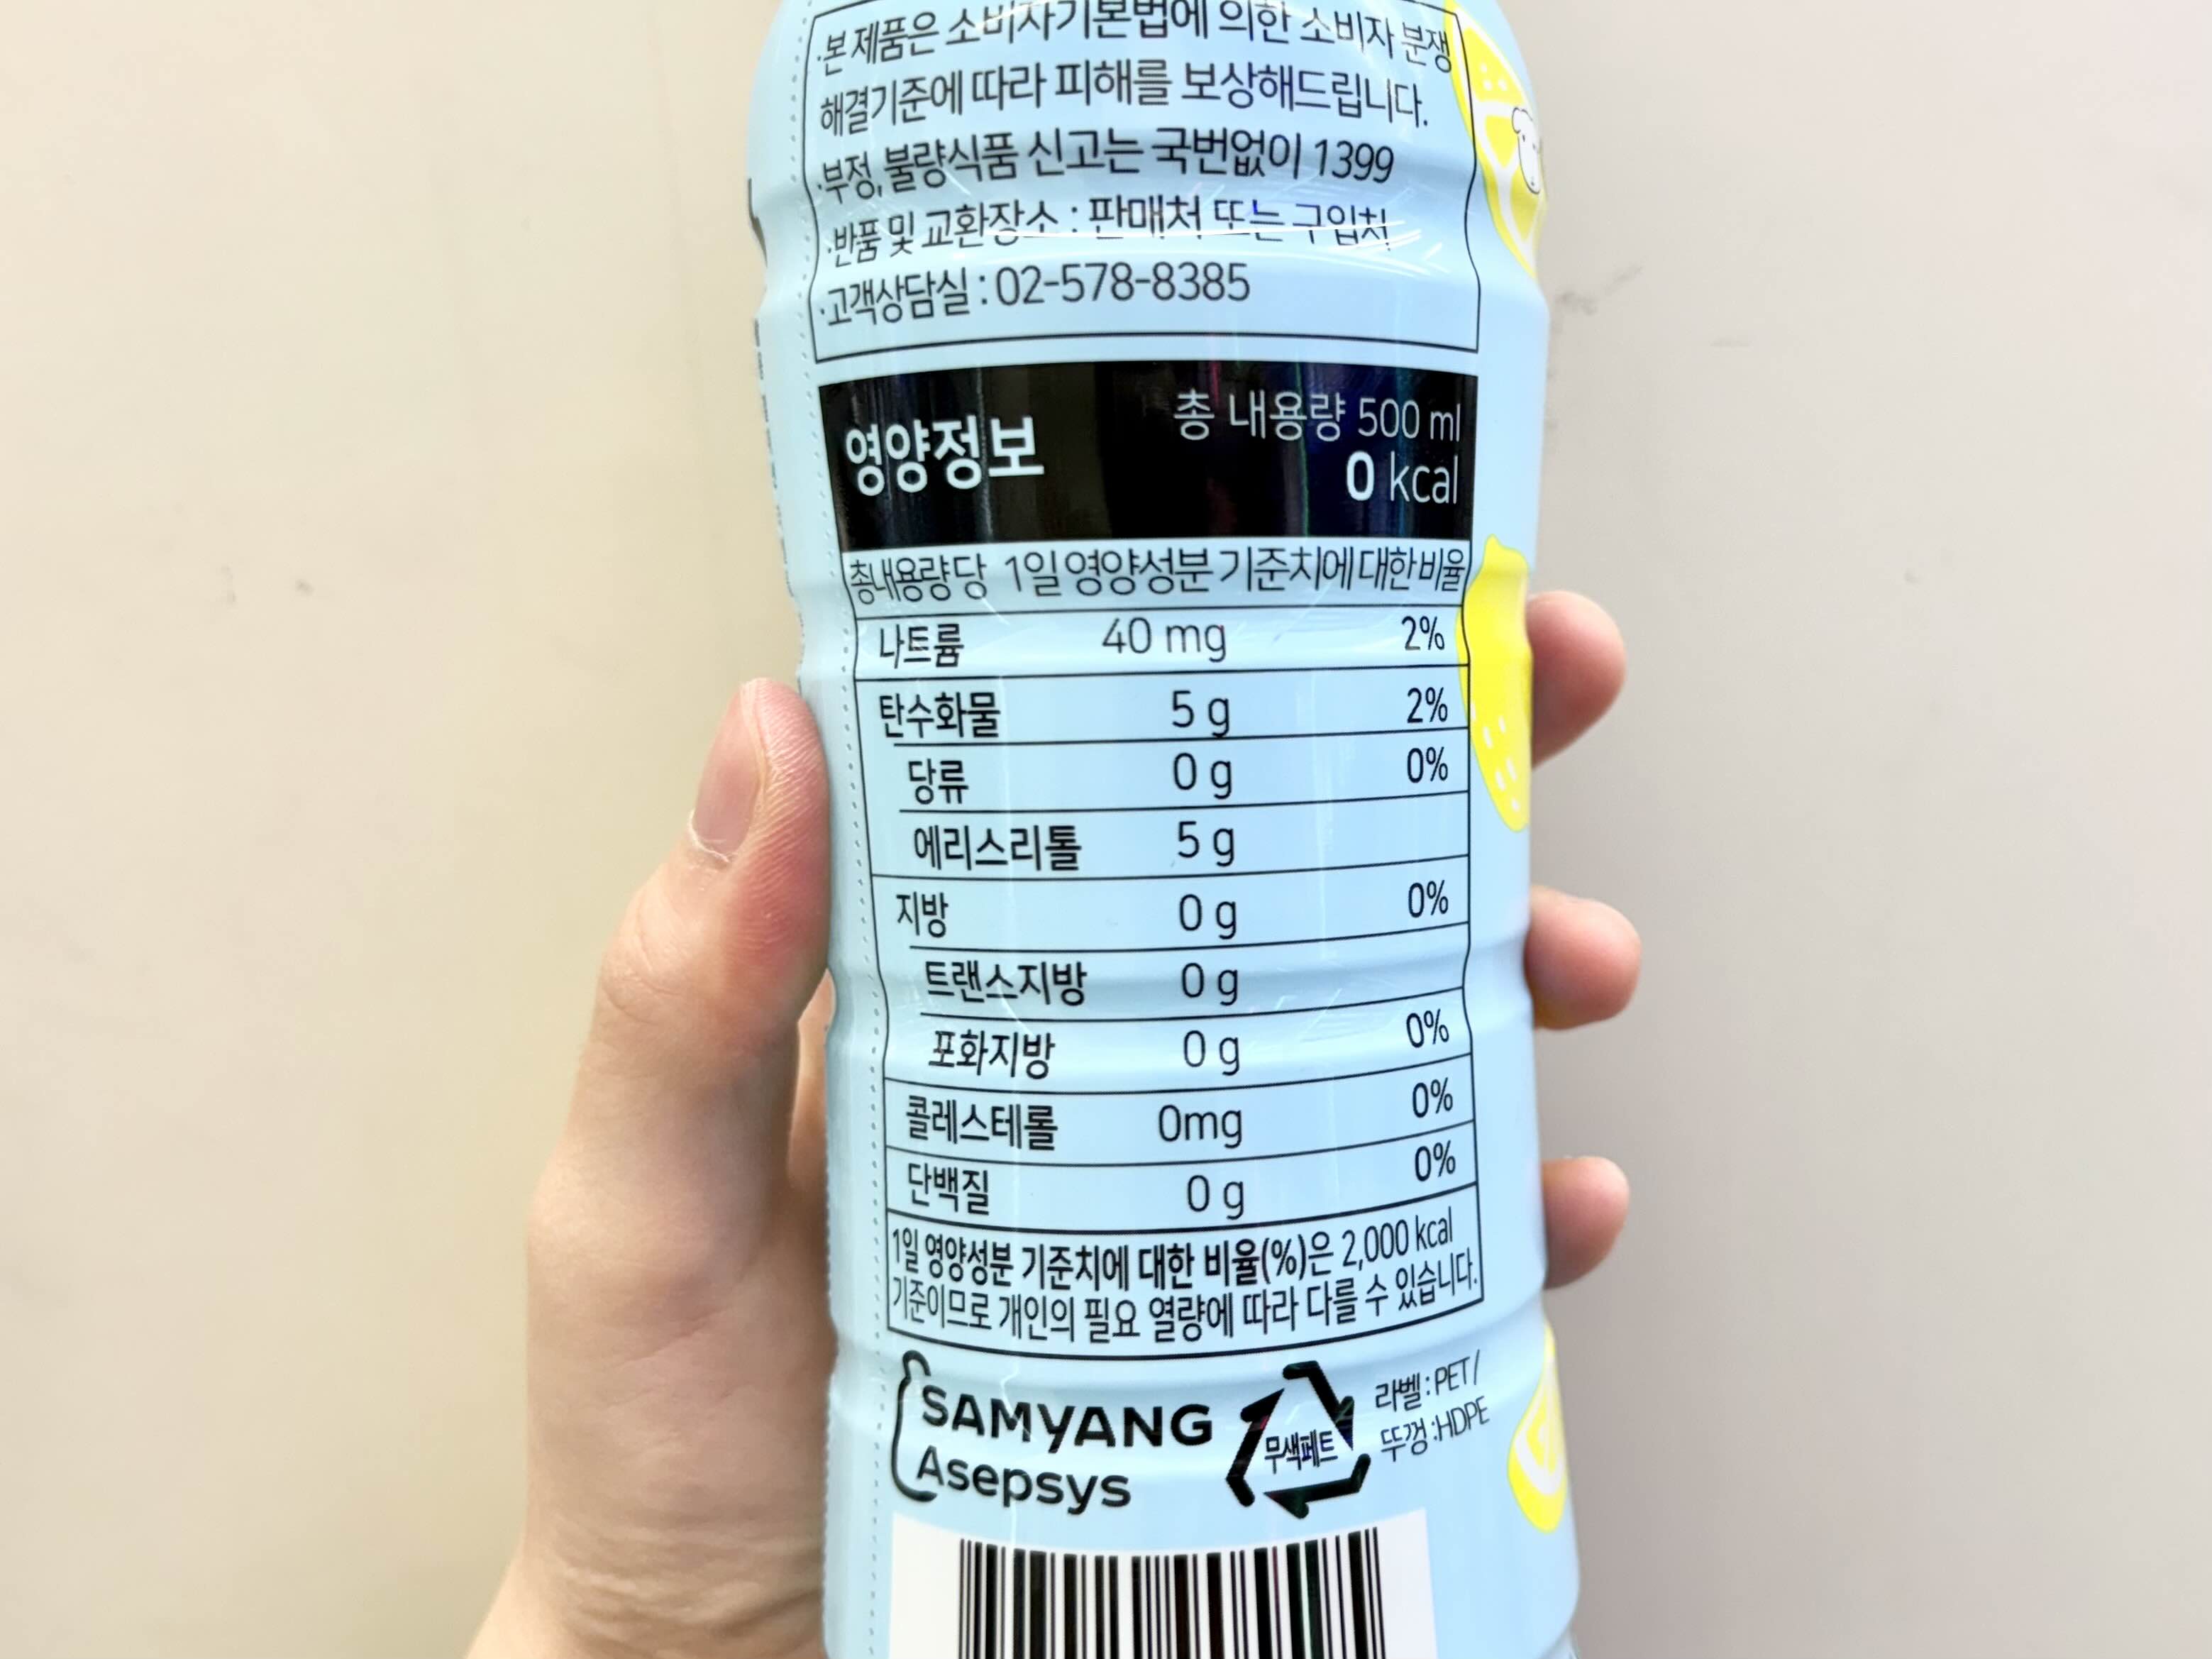 ·본 제품은 소비자기본법에 의한 소비자 분쟁
해결기준에 따라 피해를 보상해드립니다.
·부정, 불량식품 신고는 국번없이 1399
·반품 및 교환장소 : 판매처 또는 구입처
·고객상담실 : 02-578-8385
영양정보
총 내용량 500 ml
0 kcal
총내용량당 1일 영양성분 기준치에 대한 비율
나트륨 40 mg 2%
탄수화물 5 g 2%
당류 0 g 0%
에리스리톨 5 g
지방 0 g 0%
트랜스지방 0 g
포화지방 0 g 0%
콜레스테롤 0mg 0%
단백질 0 g 0%
1일 영양성분 기준치에 대한 비율(%)은 2,000 kcal
기준이므로 개인의 필요 열량에 따라 다를 수 있습니다.
SAMYANG
Asepsys
무색페트
라벨 : PET /
뚜껑 : HDPE